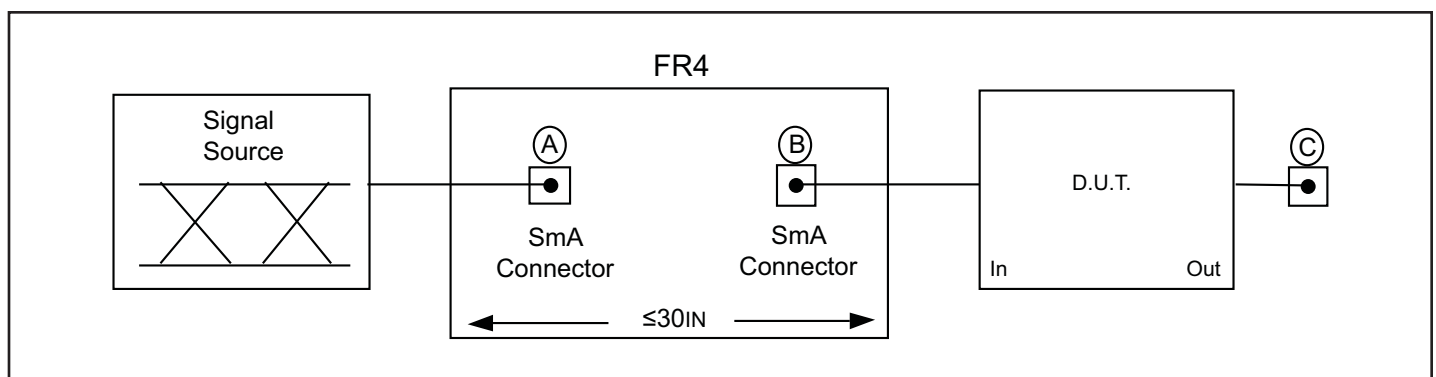 FR4
Signal
Source
A
B
C
D.U.T.
SmA
Connector
SmA
Connector
In
Out
≤30IN